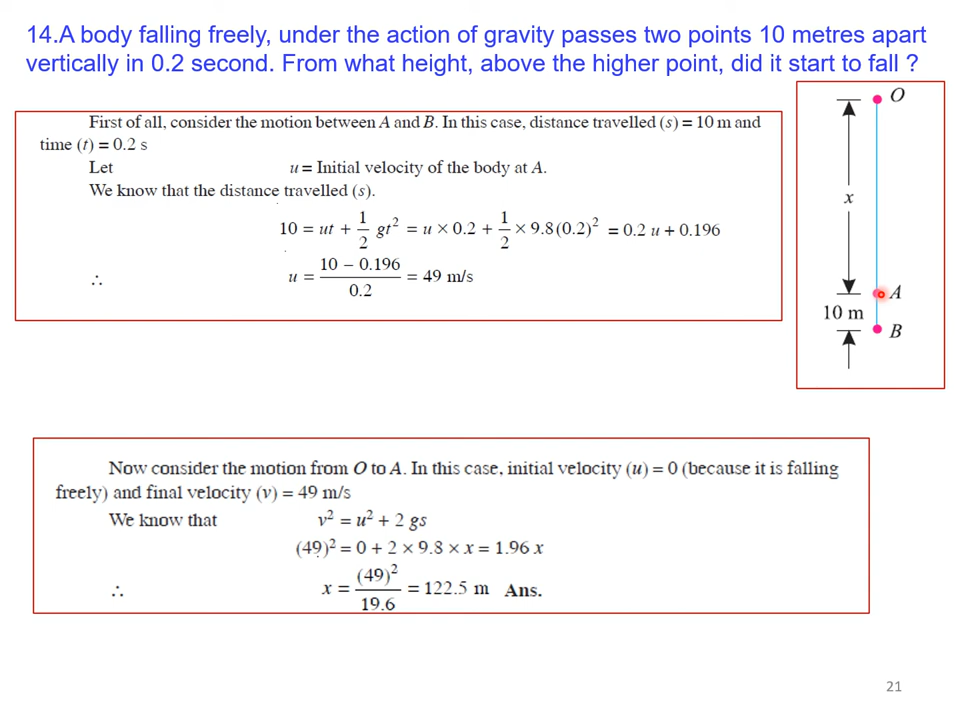 14.A body falling freely, under the action of gravity passes two points 10 metres apart
vertically in 0.2 second. From what height, above the higher point, did it start to fall ?
First of all, consider the motion between A and B. In this case, distance travelled (s) = 10 m and
time (t) = 0.2 s
Let u = Initial velocity of the body at A.
We know that the distance travelled (s).
10 = ut + 1/2 gt² = u × 0.2 + 1/2 × 9.8(0.2)² = 0.2 u + 0.196
∴ u = (10 − 0.196)/0.2 = 49 m/s
O
x
A
10 m
B
Now consider the motion from O to A. In this case, initial velocity (u) = 0 (because it is falling
freely) and final velocity (v) = 49 m/s
We know that v² = u² + 2 gs
(49)² = 0 + 2 × 9.8 × x = 1.96 x
∴ x = (49)²/19.6 = 122.5 m Ans.
21